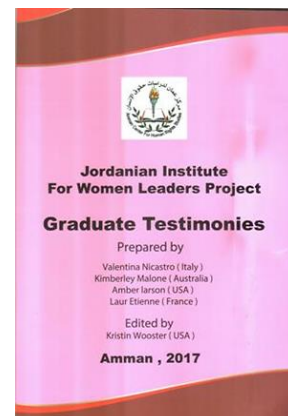 Jordanian Institute
For Women Leaders Project
Graduate Testimonies
Prepared by
Valentina Nicastro ( Italy )
Kimberley Malone ( Australia )
Amber larson ( USA )
Laur Etienne ( France )
Edited by
Kristin Wooster ( USA )
Amman , 2017